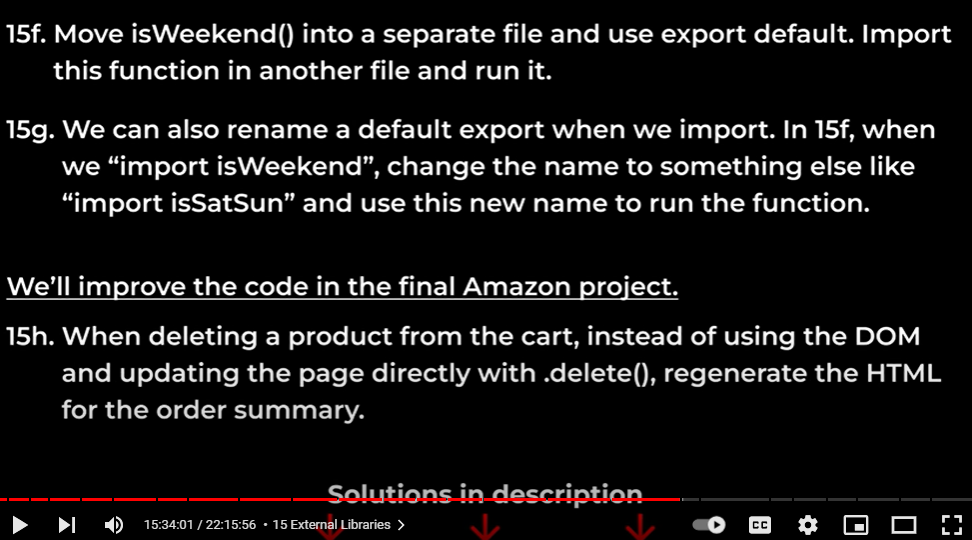 15f. Move isWeekend() into a separate file and use export default. Import
this function in another file and run it.
15g. We can also rename a default export when we import. In 15f, when
we “import isWeekend”, change the name to something else like
“import isSatSun” and use this new name to run the function.
We’ll improve the code in the final Amazon project.
15h. When deleting a product from the cart, instead of using the DOM
and updating the page directly with .delete(), regenerate the HTML
for the order summary.
Solutions in description
15:34:01 / 22:15:56 • 15 External Libraries
CC